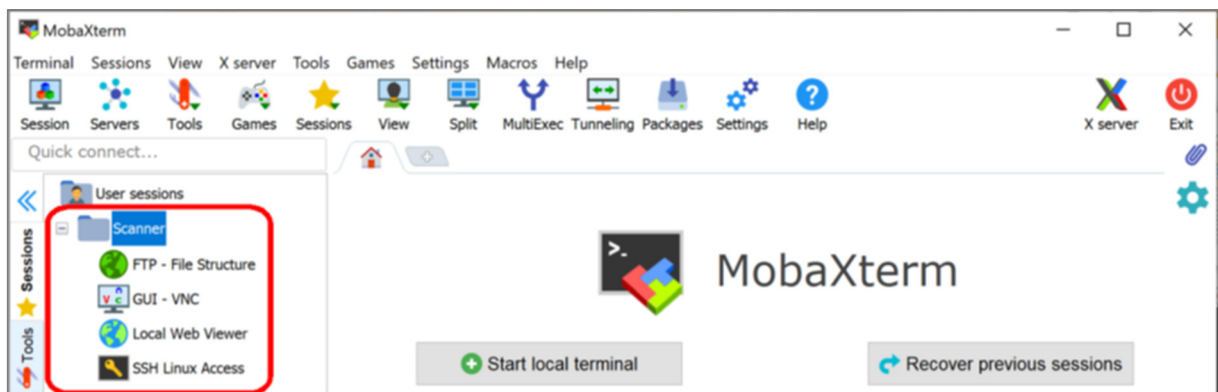 MobaXterm
Terminal Sessions View X server Tools Games Settings Macros Help
Session Servers Tools Games Sessions View Split MultiExec Tunneling Packages Settings Help X server Exit
Quick connect...
User sessions
Scanner
FTP - File Structure
GUI - VNC
Local Web Viewer
SSH Linux Access
Sessions
Tools
>_
MobaXterm
Start local terminal
Recover previous sessions